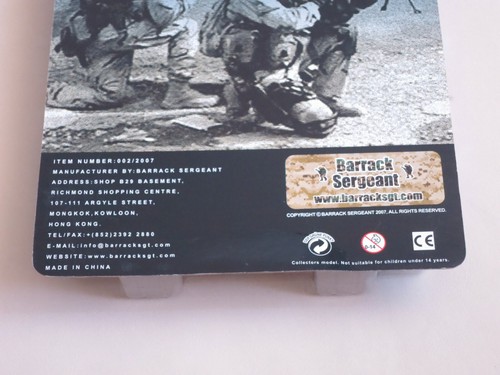 ITEM NUMBER:002/2007
MANUFACTURER BY:BARRACK SERGEANT
ADDRESS:SHOP B29 BASEMENT,
RICHMOND SHOPPING CENTRE,
107-111 ARGYLE STREET,
MONGKOK,KOWLOON,
HONG KONG.
TEL/FAX:+(852)2392 2580
E-MAIL:info@barracksgt.com
WEBSITE:www.barracksgt.com
MADE IN CHINA
Barrack
Sergeant
www.barracksgt.com
COPYRIGHT ©BARRACK SERGEANT 2007. ALL RIGHTS RESERVED.
0-14
CE
Collectors model. Not suitable for children under 14 years.